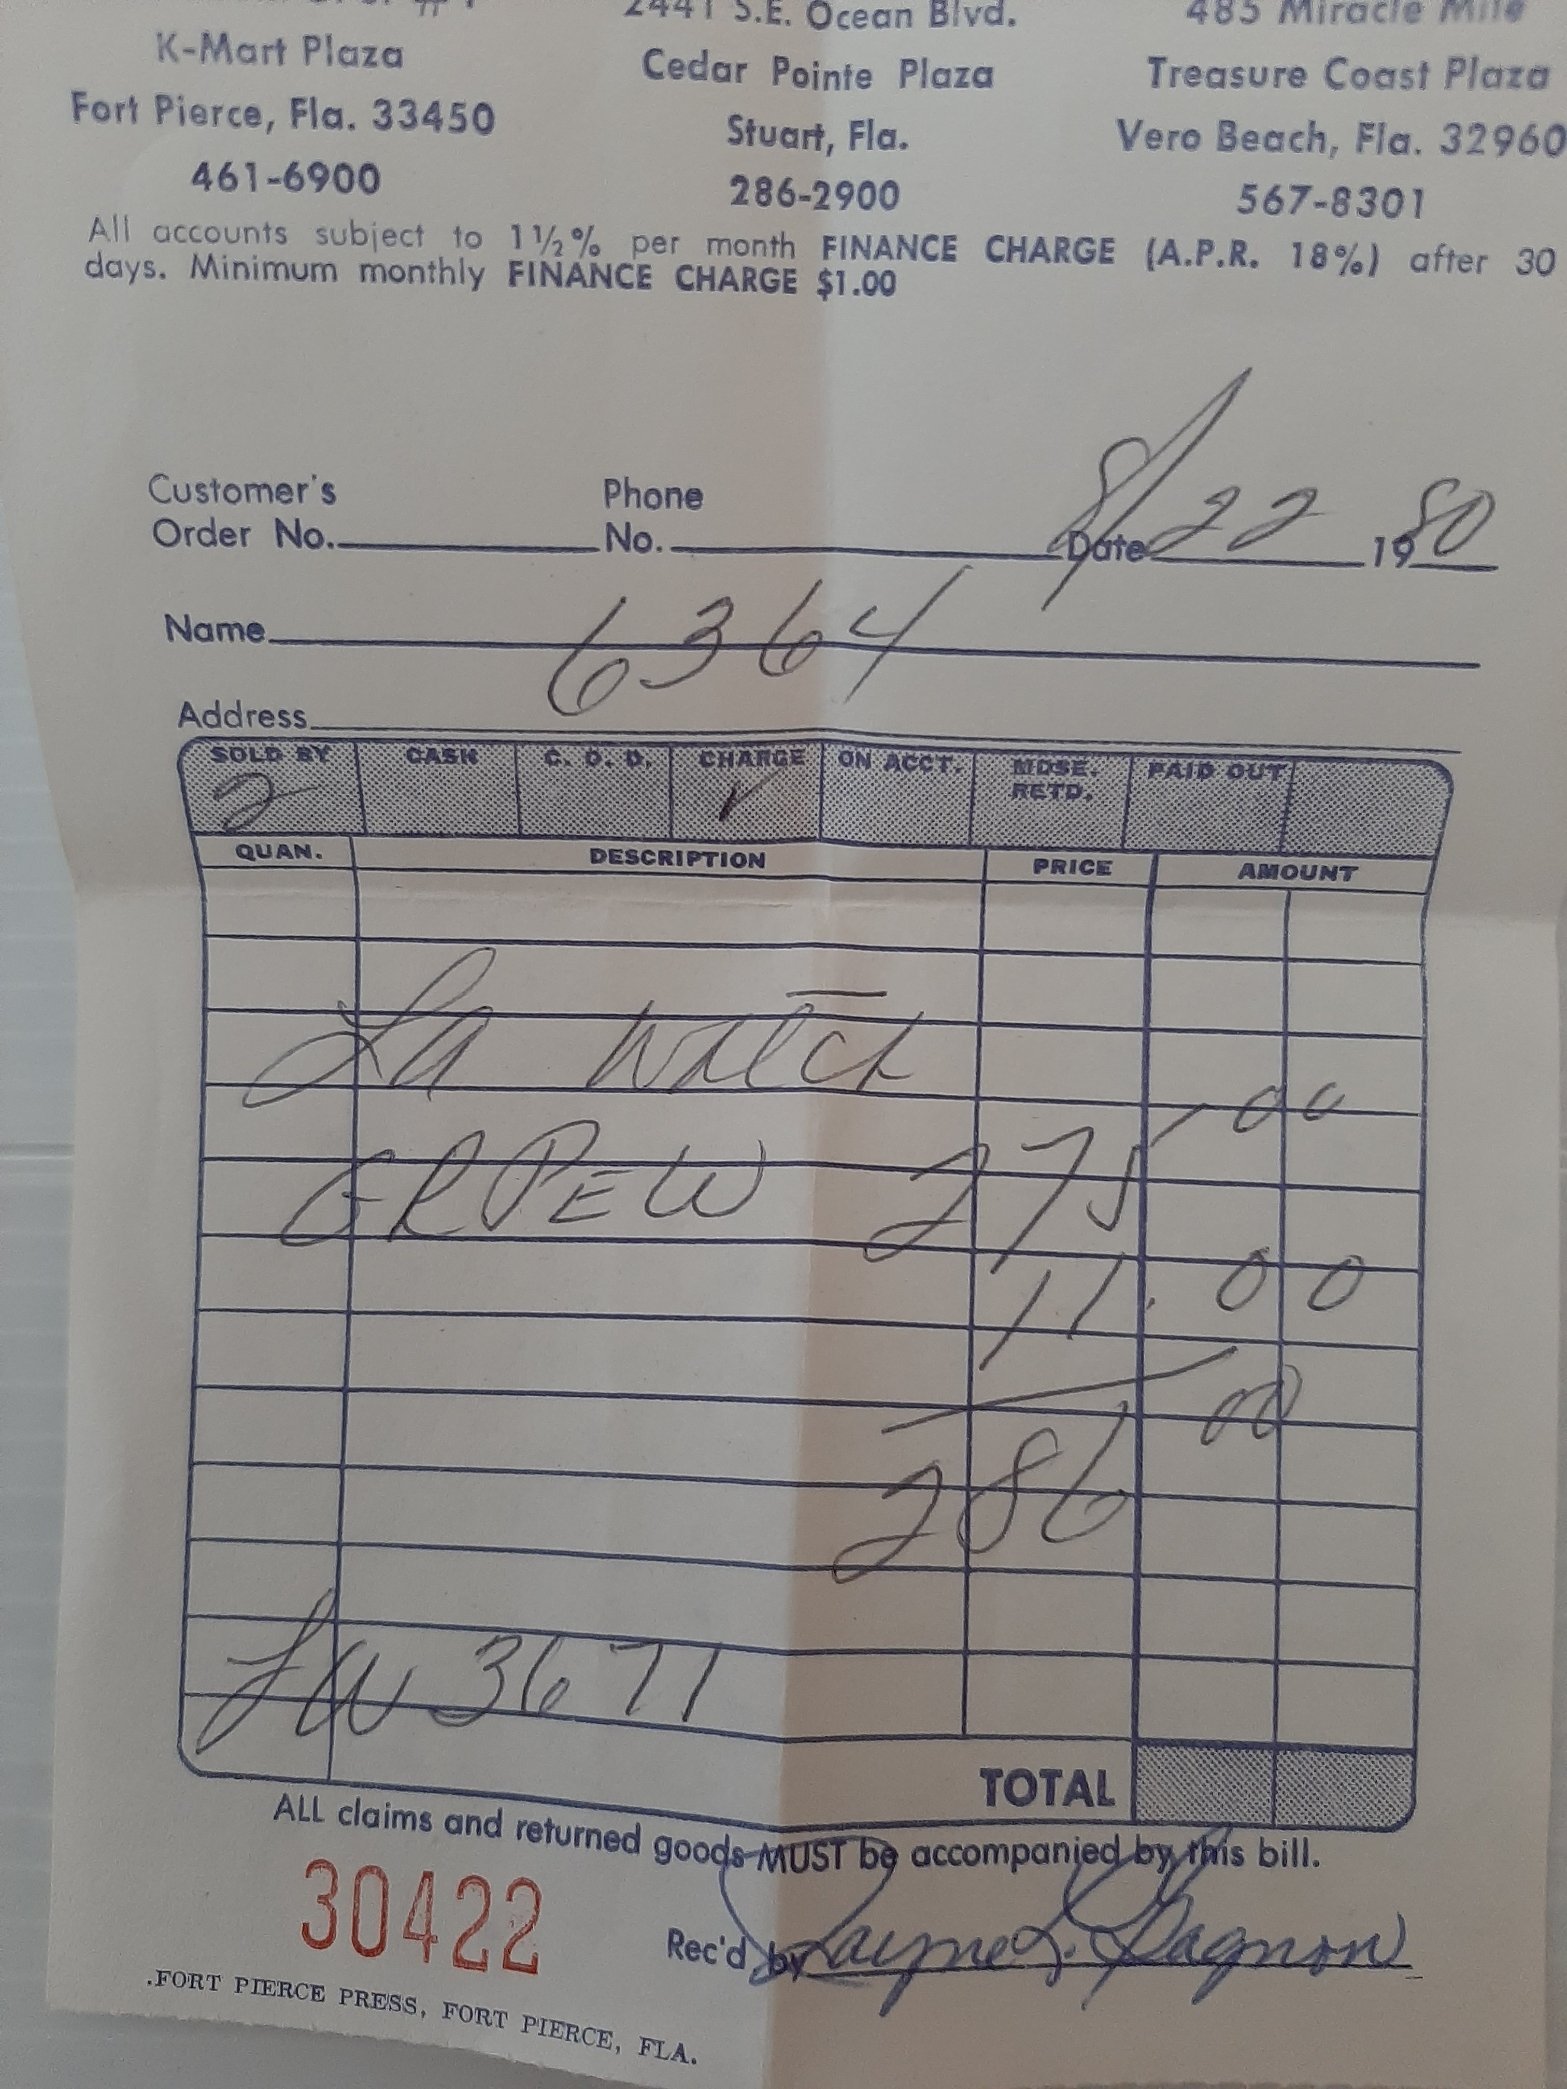 2441 S.E. Ocean Blvd.
485 Miracle Mile
K-Mart Plaza
Cedar Pointe Plaza
Treasure Coast Plaza
Fort Pierce, Fla. 33450
Stuart, Fla.
Vero Beach, Fla. 32960
461-6900
286-2900
567-8301
All accounts subject to 1½% per month FINANCE CHARGE (A.P.R. 18%) after 30
days. Minimum monthly FINANCE CHARGE $1.00
Customer's Phone
Order No. No. Date 8/22 1980
Name 6364
Address
SOLD BY CASH C. O. D. CHARGE ON ACCT. MDSE. RETD. PAID OUT
2
QUAN. DESCRIPTION PRICE AMOUNT
La Watch
275.00
11.00
286 00
LW 3671
TOTAL
ALL claims and returned goods MUST be accompanied by this bill.
30422
Rec'd by Gagnon
FORT PIERCE PRESS, FORT PIERCE, FLA.